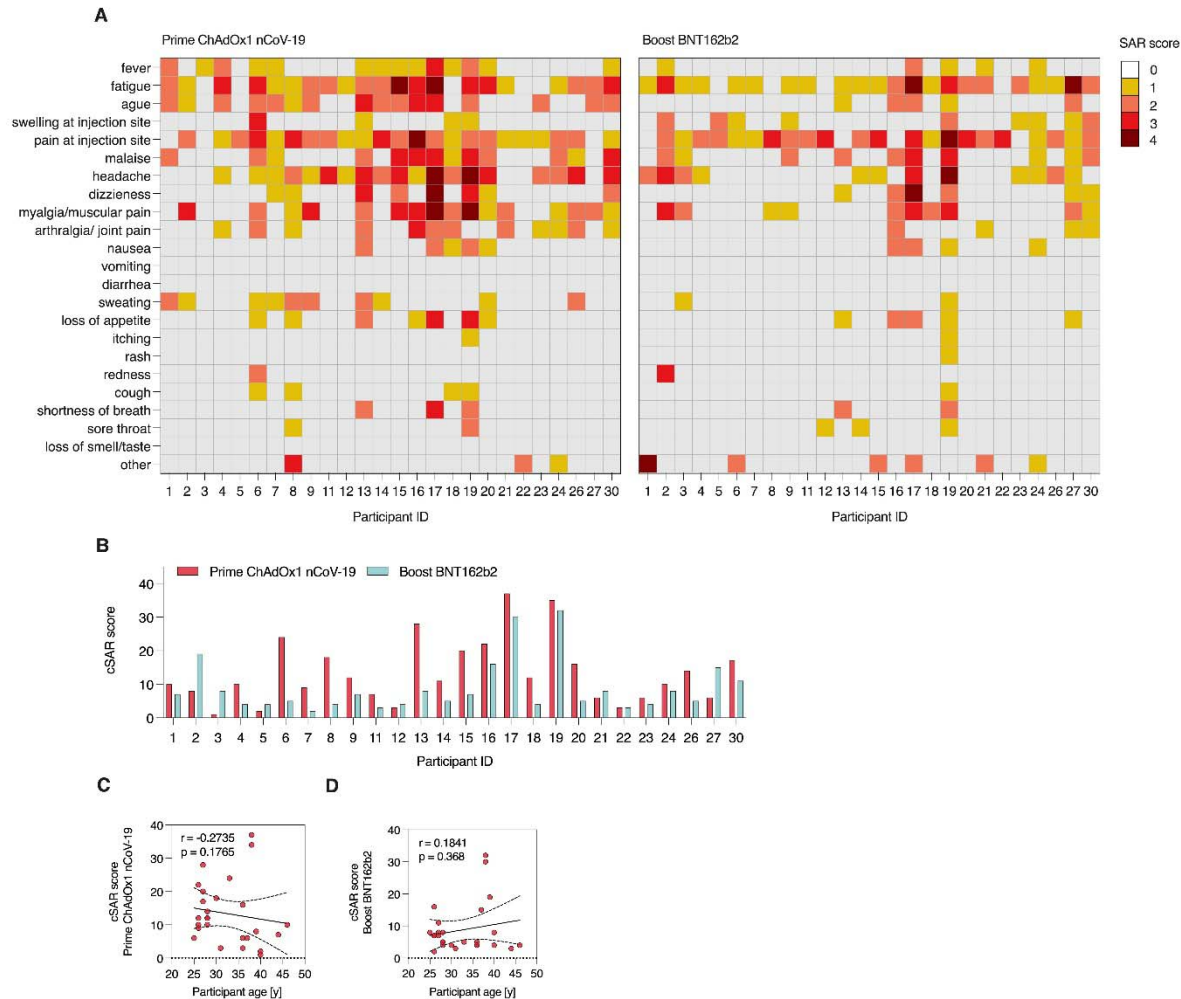 A
Prime ChAdOx1 nCoV-19
Boost BNT162b2
SAR score
0
1
2
3
4
fever
fatigue
ague
swelling at injection site
pain at injection site
malaise
headache
dizzieness
myalgia/muscular pain
arthralgia/ joint pain
nausea
vomiting
diarrhea
sweating
loss of appetite
itching
rash
redness
cough
shortness of breath
sore throat
loss of smell/taste
other
1 2 3 4 5 6 7 8 9 11 12 13 14 15 16 17 18 19 20 21 22 23 24 26 27 30
Participant ID
1 2 3 4 5 6 7 8 9 11 12 13 14 15 16 17 18 19 20 21 22 23 24 26 27 30
Participant ID
B
Prime ChAdOx1 nCoV-19
Boost BNT162b2
cSAR score
40
30
20
10
0
1 2 3 4 5 6 7 8 9 11 12 13 14 15 16 17 18 19 20 21 22 23 24 26 27 30
Participant ID
C
cSAR score
Prime ChAdOx1 nCoV-19
r = -0.2735
p = 0.1765
40
30
20
10
0
20 25 30 35 40 45 50
Participant age [y]
D
cSAR score
Boost BNT162b2
r = 0.1841
p = 0.368
40
30
20
10
0
20 25 30 35 40 45 50
Participant age [y]